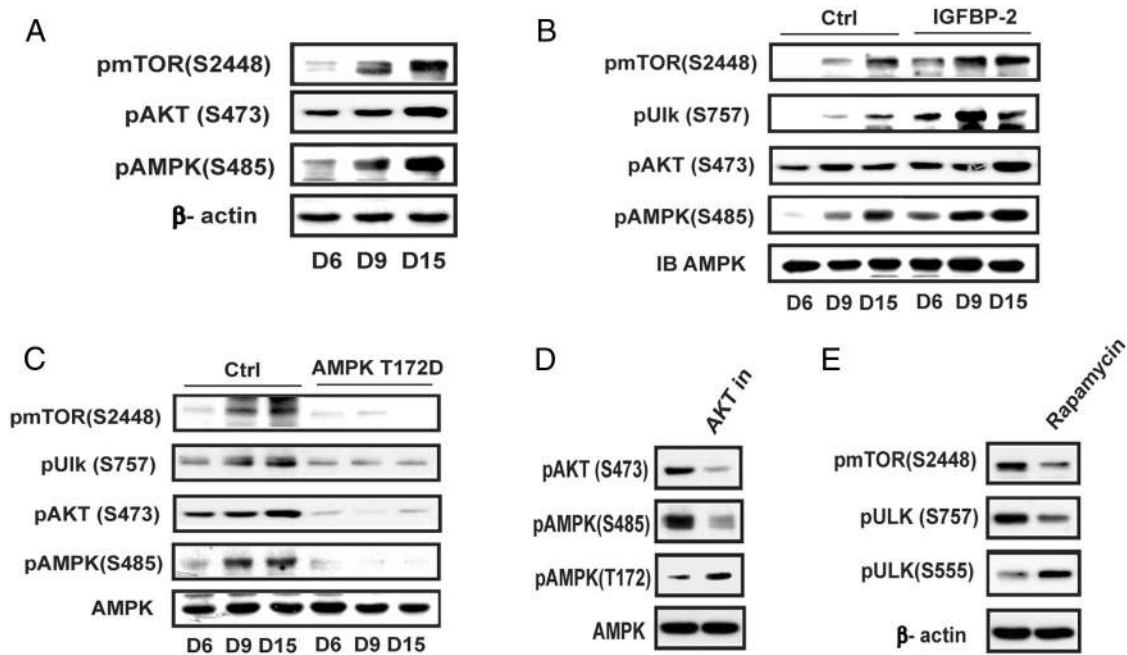 A
pmTOR(S2448)
pAKT (S473)
pAMPK(S485)
β- actin
D6 D9 D15
B
Ctrl IGFBP-2
pmTOR(S2448)
pUlk (S757)
pAKT (S473)
pAMPK(S485)
IB AMPK
D6 D9 D15 D6 D9 D15
C
Ctrl AMPK T172D
pmTOR(S2448)
pUlk (S757)
pAKT (S473)
pAMPK(S485)
AMPK
D6 D9 D15 D6 D9 D15
D
AKT in
pAKT (S473)
pAMPK(S485)
pAMPK(T172)
AMPK
E
Rapamycin
pmTOR(S2448)
pULK (S757)
pULK(S555)
β- actin